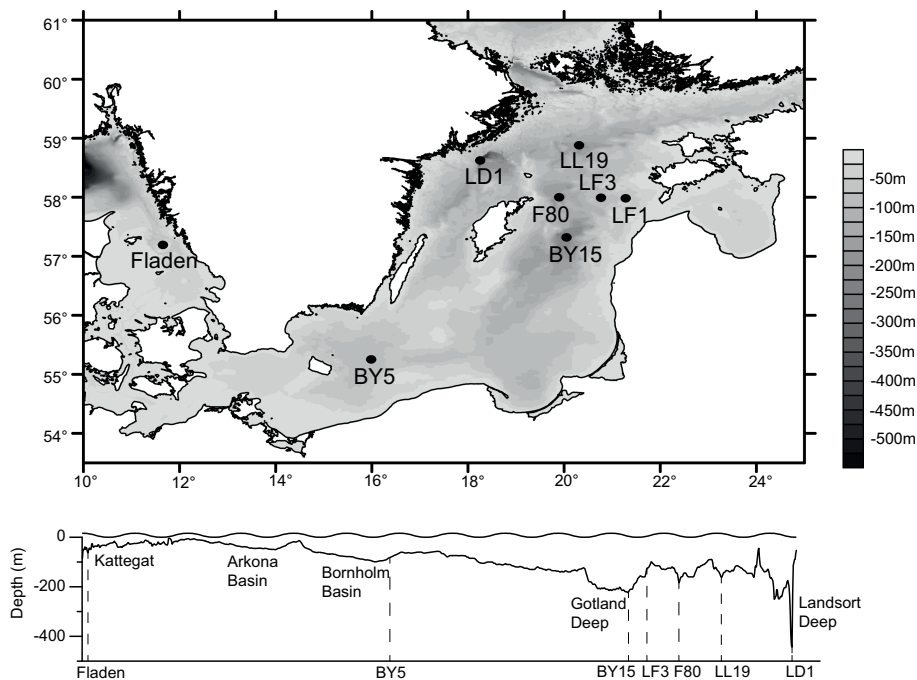 61°
60°
59°
58°
57°
56°
55°
54°
10° 12° 14° 16° 18° 20° 22° 24°
LL19
LD1
LF3
F80 LF1
BY15
Fladen
BY5
-50m
-100m
-150m
-200m
-250m
-300m
-350m
-400m
-450m
-500m
Depth (m)
0
-200
-400
Kattegat
Arkona
Basin
Bornholm
Basin
Gotland
Deep
Landsort
Deep
Fladen BY5 BY15 LF3 F80 LL19 LD1